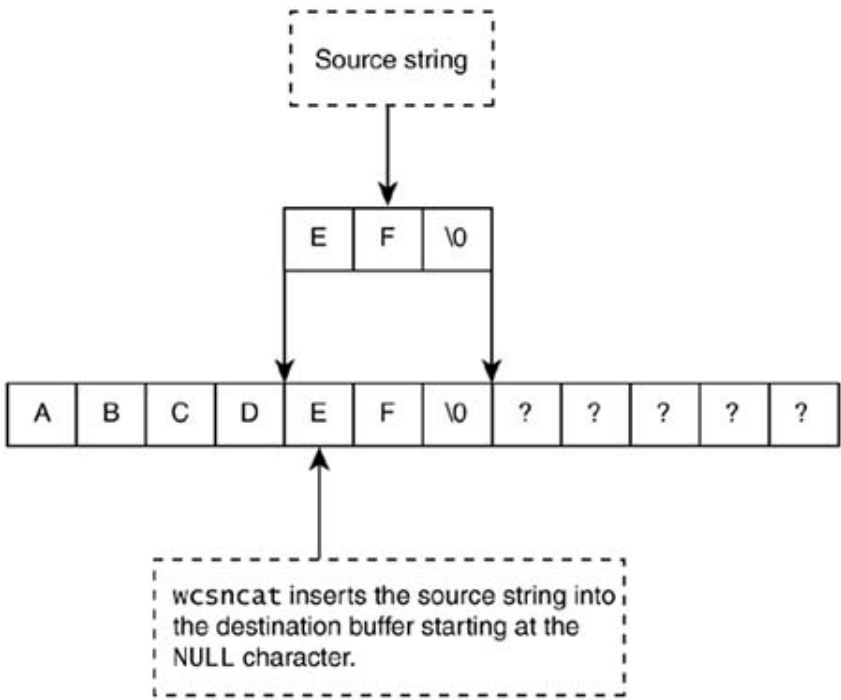 Source string
E F \0
A B C D E F \0 ? ? ? ? ?
wcsncat inserts the source string into
the destination buffer starting at the
NULL character.